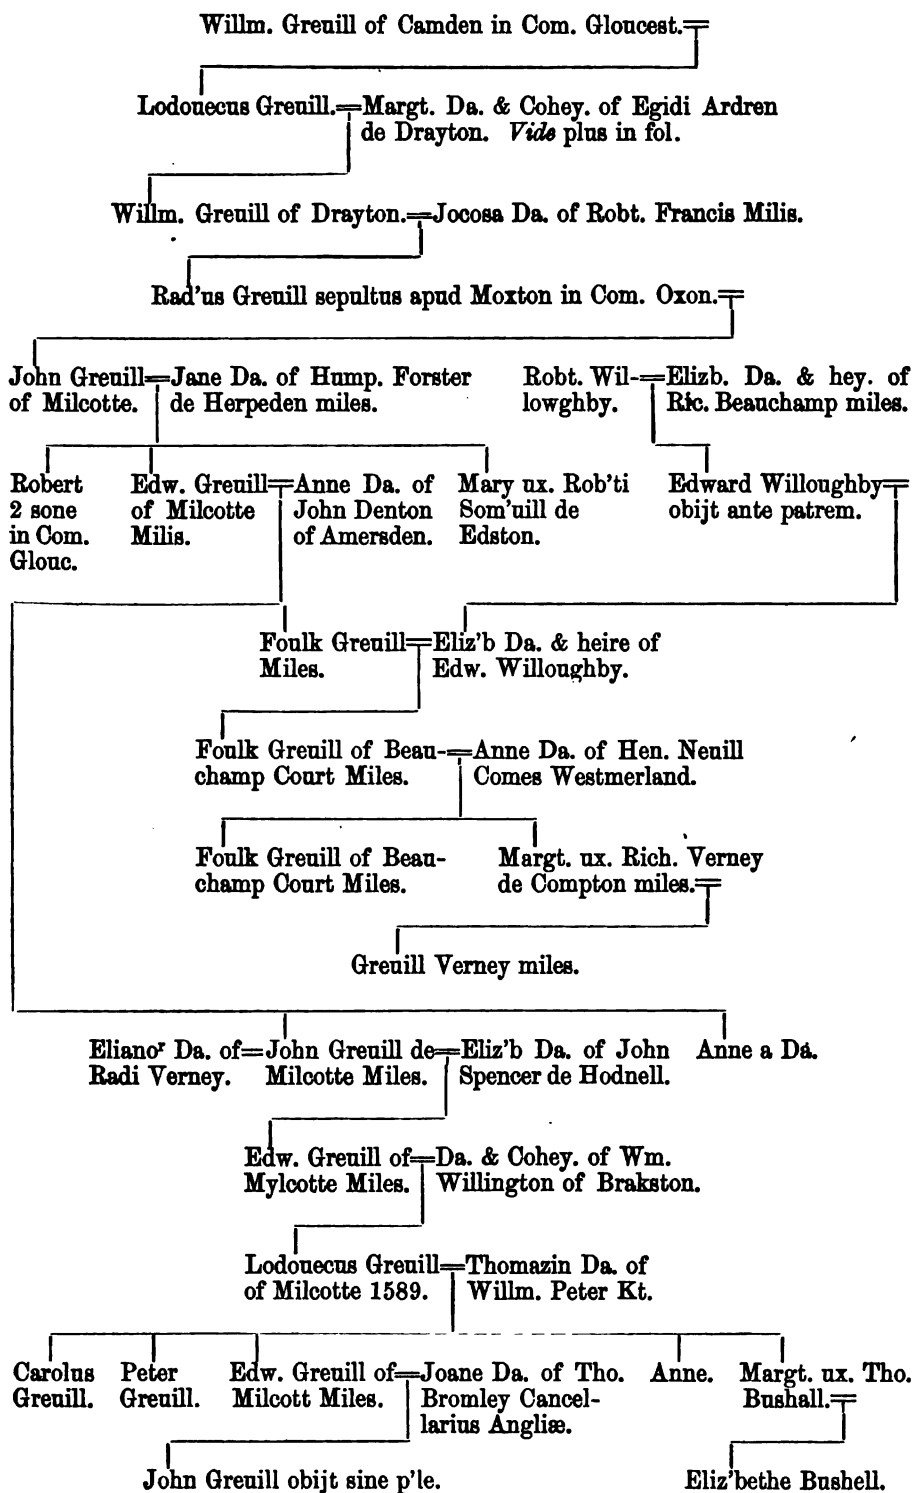 Willm. Greuill of Camden in Com. Gloucest.
Lodouecus Greuill.
Margt. Da. & Cohey. of Egidi Ardren
de Drayton. Vide plus in fol.
Willm. Greuill of Drayton.
Jocosa Da. of Robt. Francis Milis.
Rad'us Greuill sepultus apud Moxton in Com. Oxon.
John Greuill
of Milcotte.
Jane Da. of Hump. Forster
de Herpeden miles.
Robt. Wil-
lowghby.
Elizb. Da. & hey. of
Ric. Beauchamp miles.
Robert
2 sone
in Com.
Glouc.
Edw. Greuill
of Milcotte
Milis.
Anne Da. of
John Denton
of Amersden.
Mary ux. Rob'ti
Som'uill de
Edston.
Edward Willoughby
obijt ante patrem.
Foulk Greuill
Miles.
Eliz'b Da. & heire of
Edw. Willoughby.
Foulk Greuill of Beau-
champ Court Miles.
Anne Da. of Hen. Neuill
Comes Westmerland.
Foulk Greuill of Beau-
champ Court Miles.
Margt. ux. Rich. Verney
de Compton miles.
Greuill Verney miles.
Elianoʳ Da. of
Radi Verney.
John Greuill de
Milcotte Miles.
Eliz'b Da. of John
Spencer de Hodnell.
Anne a Da.
Edw. Greuill of
Mylcotte Miles.
Da. & Cohey. of Wm.
Willington of Brakston.
Lodouecus Greuill
of Milcotte 1589.
Thomazin Da. of
Willm. Peter Kt.
Carolus
Greuill.
Peter
Greuill.
Edw. Greuill of
Milcott Miles.
Joane Da. of Tho.
Bromley Cancel-
larius Angliæ.
Anne.
Margt. ux. Tho.
Bushall.
John Greuill obijt sine p'le.
Eliz'bethe Bushell.